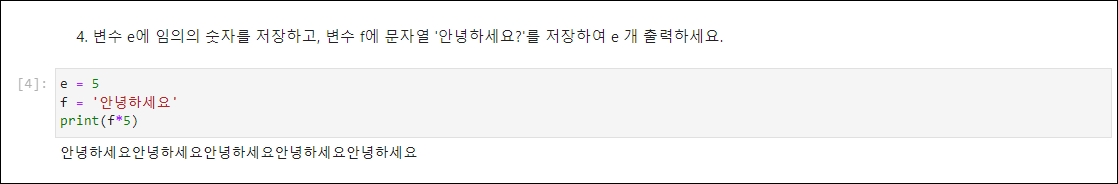 4. 변수 e에 임의의 숫자를 저장하고, 변수 f에 문자열 '안녕하세요?'를 저장하여 e 개 출력하세요.
[4]: e = 5
f = '안녕하세요'
print(f*5)
안녕하세요안녕하세요안녕하세요안녕하세요안녕하세요